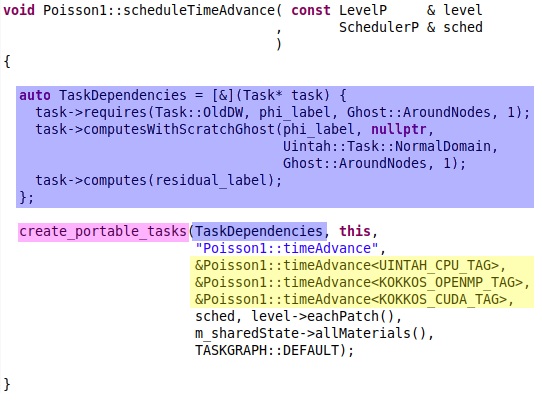 void Poisson1::scheduleTimeAdvance( const LevelP     & level
                                  ,       SchedulerP & sched
                                  )
{

  auto TaskDependencies = [&](Task* task) {
    task->requires(Task::OldDW, phi_label, Ghost::AroundNodes, 1);
    task->computesWithScratchGhost(phi_label, nullptr,
                                   Uintah::Task::NormalDomain,
                                   Ghost::AroundNodes, 1);
    task->computes(residual_label);
  };

  create_portable_tasks(TaskDependencies, this,
                        "Poisson1::timeAdvance",
                        &Poisson1::timeAdvance<UINTAH_CPU_TAG>,
                        &Poisson1::timeAdvance<KOKKOS_OPENMP_TAG>,
                        &Poisson1::timeAdvance<KOKKOS_CUDA_TAG>,
                        sched, level->eachPatch(),
                        m_sharedState->allMaterials(),
                        TASKGRAPH::DEFAULT);

}